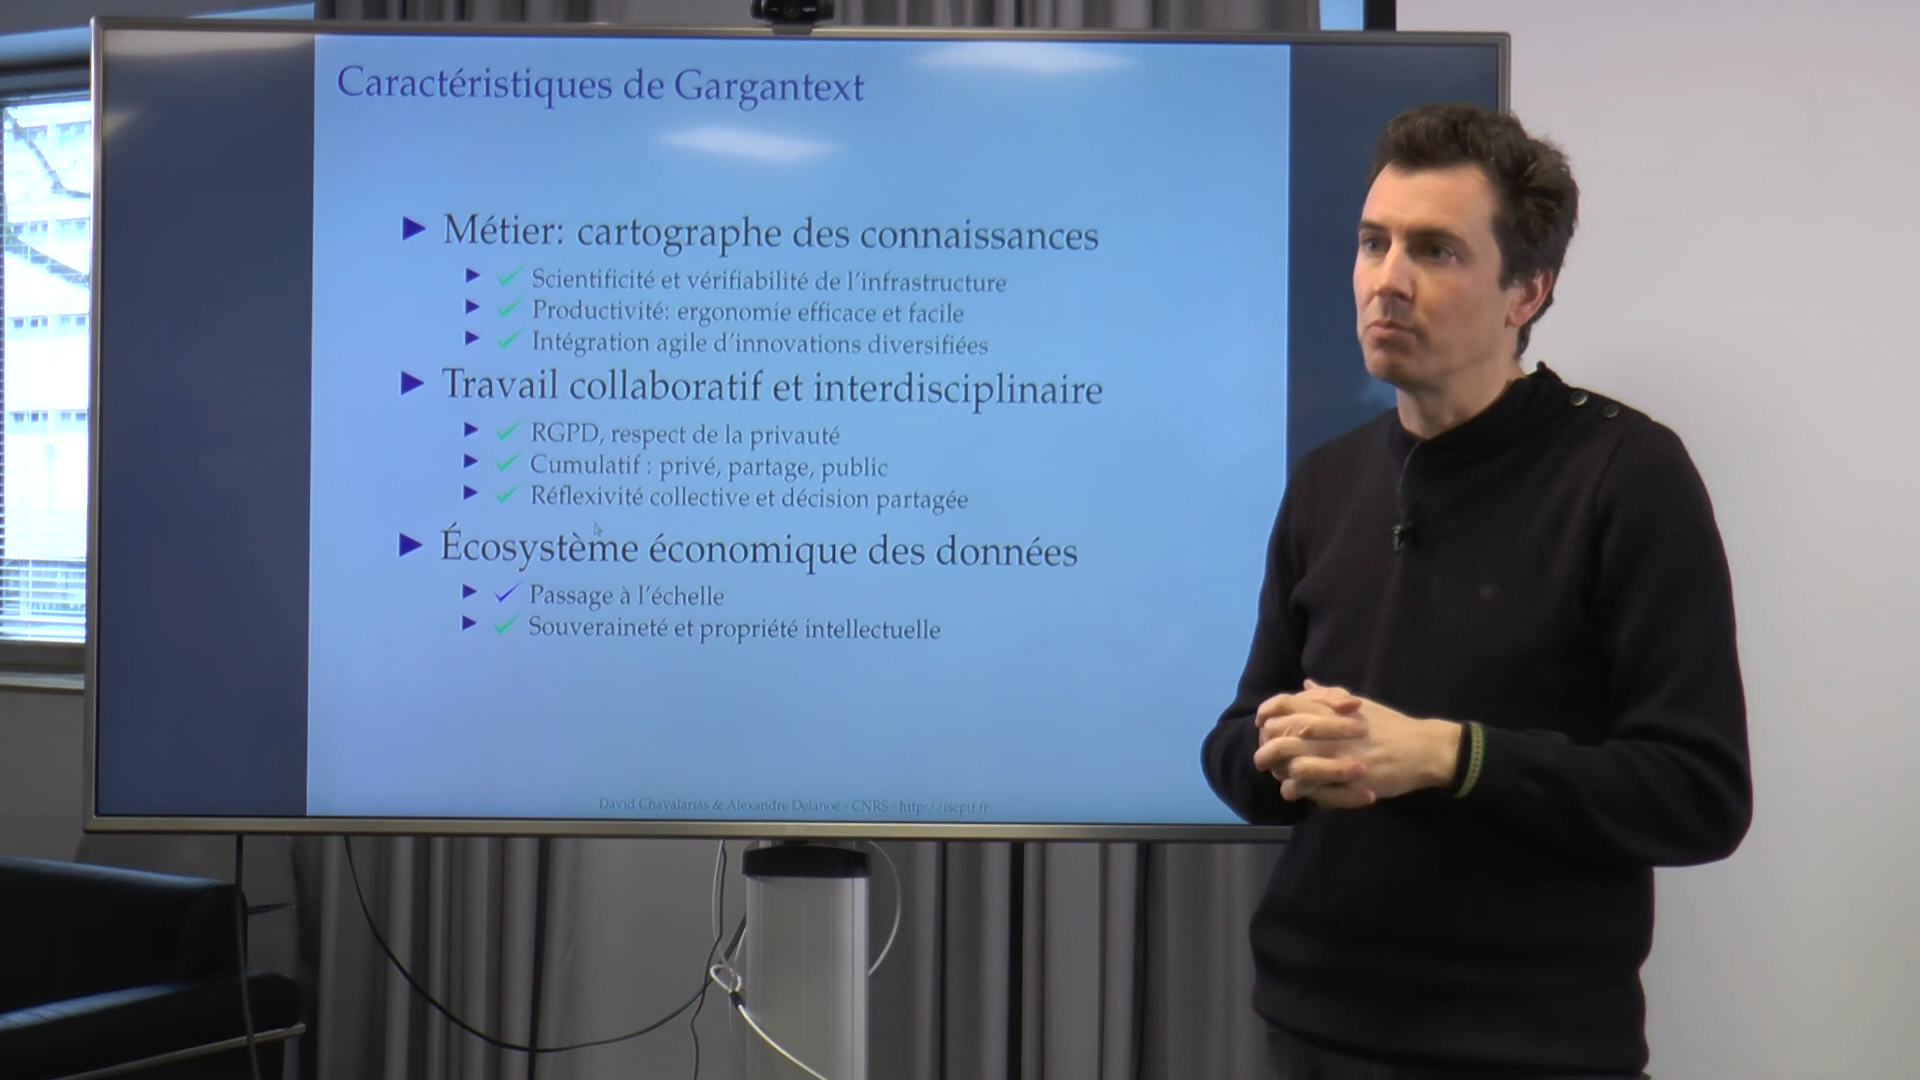 Caractéristiques de Gargantext
Métier: cartographe des connaissances
Scientificité et vérifiabilité de l'infrastructure
Productivité: ergonomie efficace et facile
Intégration agile d'innovations diversifiées
Travail collaboratif et interdisciplinaire
RGPD, respect de la privauté
Cumulatif : privé, partage, public
Réflexivité collective et décision partagée
Écosystème économique des données
Passage à l'échelle
Souveraineté et propriété intellectuelle
David Chavalarias & Alexandre Delanoë - CNRS - http://iscpif.fr